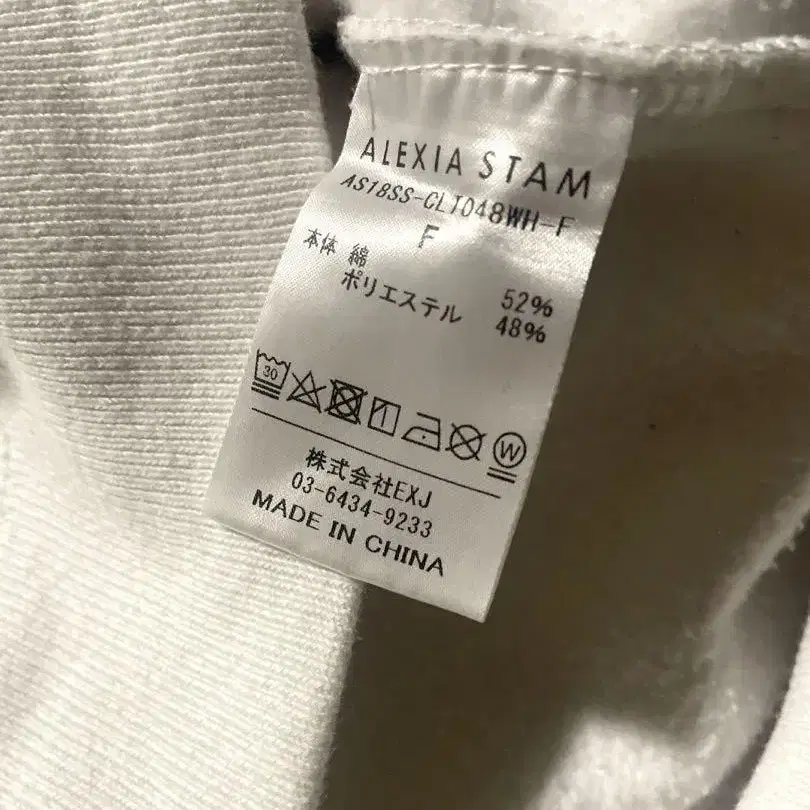 ALEXIA STAM
AS18SS-CLT048WH-F
F
本体 綿 52%
ポリエステル 48%
30 W
株式会社EXJ
03-6434-9233
MADE IN CHINA